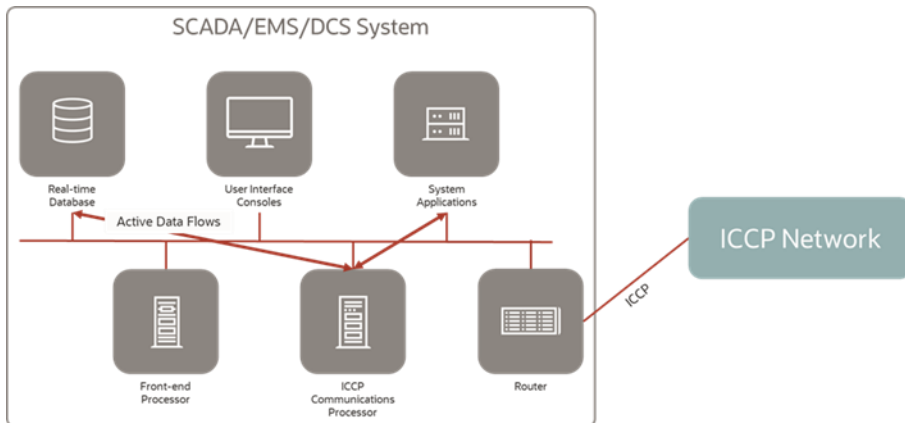 SCADA/EMS/DCS System
Real-time
Database
User Interface
Consoles
System
Applications
Active Data Flows
ICCP Network
ICCP
Front-end
Processor
ICCP
Communications
Processor
Router